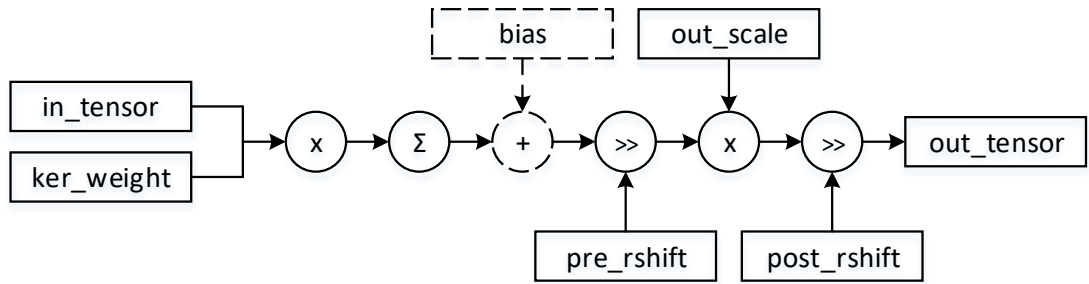 bias
out_scale
in_tensor
ker_weight
x
Σ
+
>>
x
>>
out_tensor
pre_rshift
post_rshift